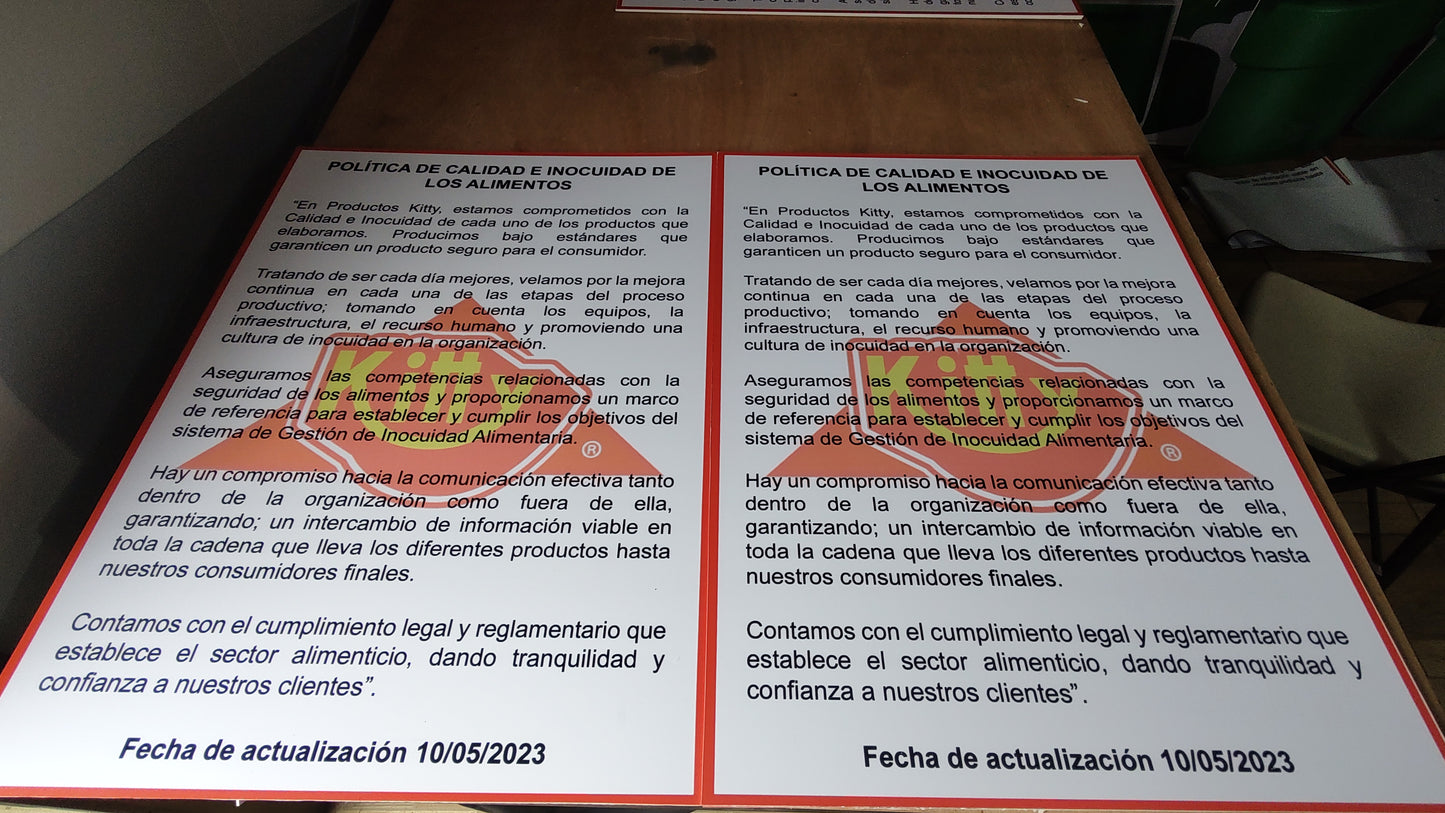 POLÍTICA DE CALIDAD E INOCUIDAD DE
LOS ALIMENTOS
"En Productos Kitty, estamos comprometidos con la
Calidad e Inocuidad de cada uno de los productos que
elaboramos. Producimos bajo estándares que
garanticen un producto seguro para el consumidor.
Tratando de ser cada día mejores, velamos por la mejora
continua en cada una de las etapas del proceso
productivo; tomando en cuenta los equipos, la
infraestructura, el recurso humano y promoviendo una
cultura de inocuidad en la organización.
Kitty
Aseguramos las competencias relacionadas con la
seguridad de los alimentos y proporcionamos un marco
de referencia para establecer y cumplir los objetivos del
sistema de Gestión de Inocuidad Alimentaria.
®
Hay un compromiso hacia la comunicación efectiva tanto
dentro de la organización como fuera de ella,
garantizando; un intercambio de información viable en
toda la cadena que lleva los diferentes productos hasta
nuestros consumidores finales.
Contamos con el cumplimiento legal y reglamentario que
establece el sector alimenticio, dando tranquilidad y
confianza a nuestros clientes".
Fecha de actualización 10/05/2023
POLÍTICA DE CALIDAD E INOCUIDAD DE
LOS ALIMENTOS
"En Productos Kitty, estamos comprometidos con la
Calidad e Inocuidad de cada uno de los productos que
elaboramos. Producimos bajo estándares que
garanticen un producto seguro para el consumidor.
Tratando de ser cada día mejores, velamos por la mejora
continua en cada una de las etapas del proceso
productivo; tomando en cuenta los equipos, la
infraestructura, el recurso humano y promoviendo una
cultura de inocuidad en la organización.
Kitty
Aseguramos las competencias relacionadas con la
seguridad de los alimentos y proporcionamos un marco
de referencia para establecer y cumplir los objetivos del
sistema de Gestión de Inocuidad Alimentaria.
®
Hay un compromiso hacia la comunicación efectiva tanto
dentro de la organización como fuera de ella,
garantizando; un intercambio de información viable en
toda la cadena que lleva los diferentes productos hasta
nuestros consumidores finales.
Contamos con el cumplimiento legal y reglamentario que
establece el sector alimenticio, dando tranquilidad y
confianza a nuestros clientes".
Fecha de actualización 10/05/2023